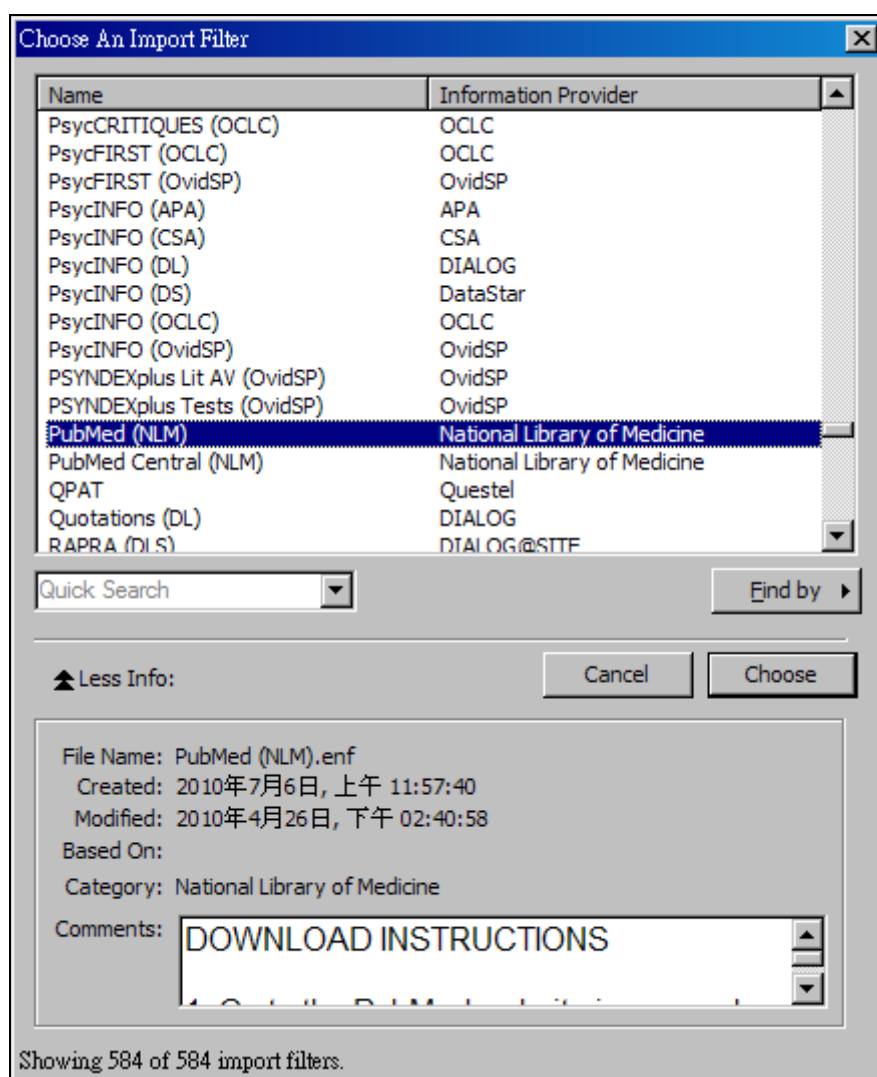 Choose An Import Filter
Name Information Provider
PsycCRITIQUES (OCLC) OCLC
PsycFIRST (OCLC) OCLC
PsycFIRST (OvidSP) OvidSP
PsycINFO (APA) APA
PsycINFO (CSA) CSA
PsycINFO (DL) DIALOG
PsycINFO (DS) DataStar
PsycINFO (OCLC) OCLC
PsycINFO (OvidSP) OvidSP
PSYNDEXplus Lit AV (OvidSP) OvidSP
PSYNDEXplus Tests (OvidSP) OvidSP
PubMed (NLM) National Library of Medicine
PubMed Central (NLM) National Library of Medicine
QPAT Questel
Quotations (DL) DIALOG
RAPRA (DLS) DIALOG@SITE
Quick Search Find by
Less Info: Cancel Choose
File Name: PubMed (NLM).enf
Created: 2010年7月6日, 上午 11:57:40
Modified: 2010年4月26日, 下午 02:40:58
Based On:
Category: National Library of Medicine
Comments: DOWNLOAD INSTRUCTIONS
Showing 584 of 584 import filters.